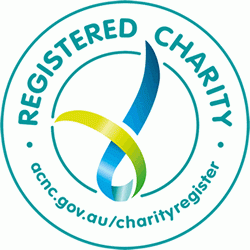 REGISTERED CHARITY
acnc.gov.au/charityregister